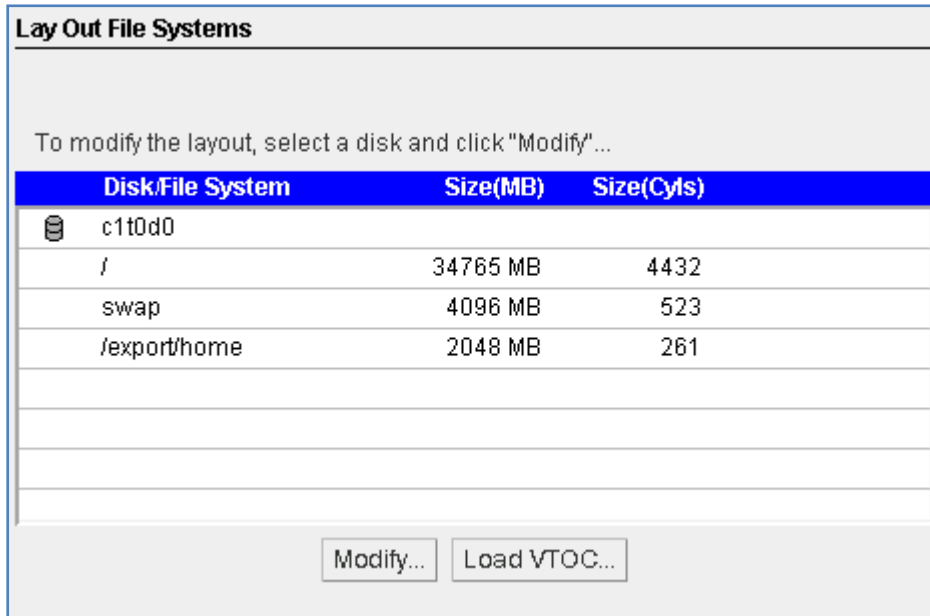 Lay Out File Systems
To modify the layout, select a disk and click "Modify"...
Disk/File System Size(MB) Size(Cyls)
c1t0d0
/ 34765 MB 4432
swap 4096 MB 523
/export/home 2048 MB 261
Modify... Load VTOC...